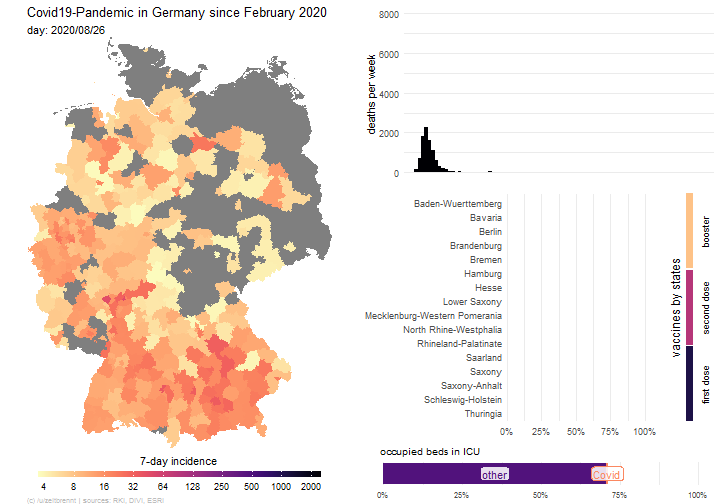 Covid19-Pandemic in Germany since February 2020
day: 2020/08/26
7-day incidence
4 8 16 32 64 128 256 500 1000 2000
(c) /u/zeitbrennt | sources: RKI, DIVI, ESRI
deaths per week
8000
6000
4000
2000
0
Baden-Wuerttemberg
Bavaria
Berlin
Brandenburg
Bremen
Hamburg
Hesse
Lower Saxony
Mecklenburg-Western Pomerania
North Rhine-Westphalia
Rhineland-Palatinate
Saarland
Saxony
Saxony-Anhalt
Schleswig-Holstein
Thuringia
0% 25% 50% 75% 100%
vaccines by states
booster
second dose
first dose
occupied beds in ICU
other
Covid
0% 25% 50% 75% 100%